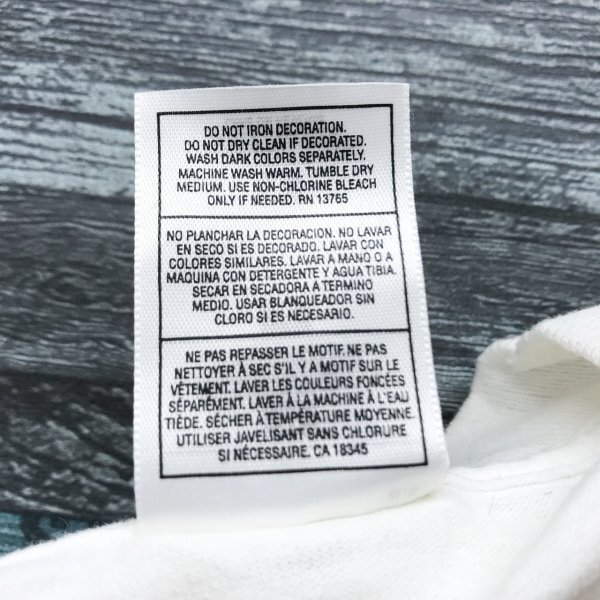 DO NOT IRON DECORATION.
DO NOT DRY CLEAN IF DECORATED.
WASH DARK COLORS SEPARATELY.
MACHINE WASH WARM. TUMBLE DRY
MEDIUM. USE NON-CHLORINE BLEACH
ONLY IF NEEDED. RN 13765
NO PLANCHAR LA DECORACION. NO LAVAR
EN SECO SI ES DECORADO. LAVAR CON
COLORES SIMILARES. LAVAR A MANO O A
MAQUINA CON DETERGENTE Y AGUA TIBIA.
SECAR EN SECADORA A TERMINO
MEDIO. USAR BLANQUEADOR SIN
CLORO SI ES NECESARIO.
NE PAS REPASSER LE MOTIF. NE PAS
NETTOYER À SEC S'IL Y A MOTIF SUR LE
VÊTEMENT. LAVER LES COULEURS FONCÉES
SÉPARÉMENT. LAVER À LA MACHINE À L'EAU
TIÈDE. SÉCHER À TEMPÉRATURE MOYENNE.
UTILISER JAVELISANT SANS CHLORURE
SI NÉCESSAIRE. CA 18345